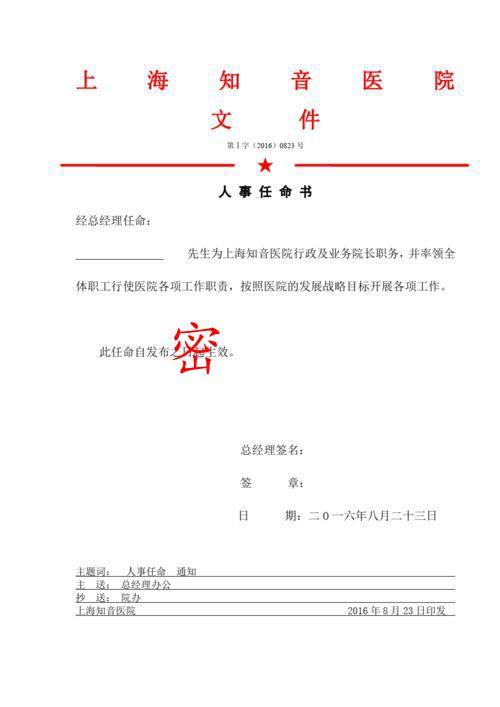 上海知音医院
文件
第Ⅰ字（2016）0823号
人事任命书
经总经理任命：
先生为上海知音医院行政及业务院长职务，并率领全
体职工行使医院各项工作职责，按照医院的发展战略目标开展各项工作。
密
此任命自发布之日起生效。
总经理签名：
签 章：
日 期：二０一六年八月二十三日
主题词： 人事任命 通知
主 送：总经理办公
抄 送：院办
上海知音医院 2016年8月23日印发